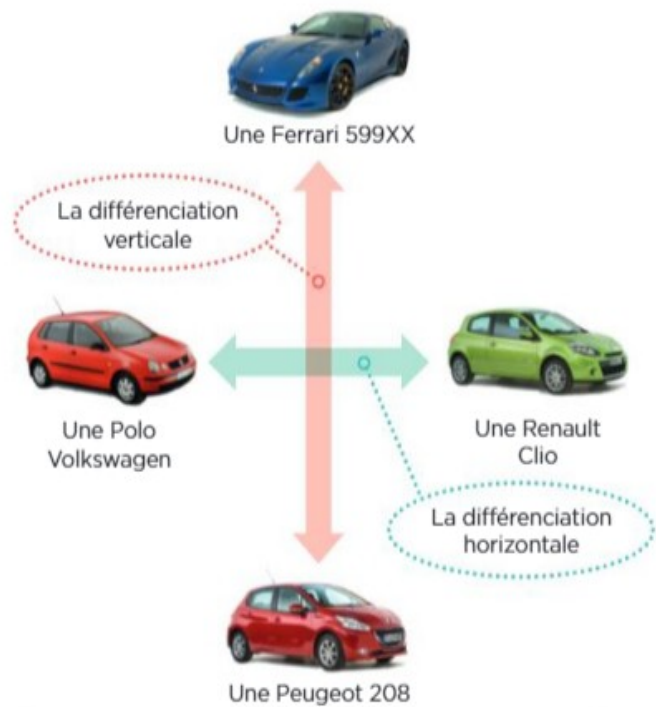 Une Ferrari 599XX
La différenciation
verticale
Une Polo
Volkswagen
Une Renault
Clio
La différenciation
horizontale
Une Peugeot 208